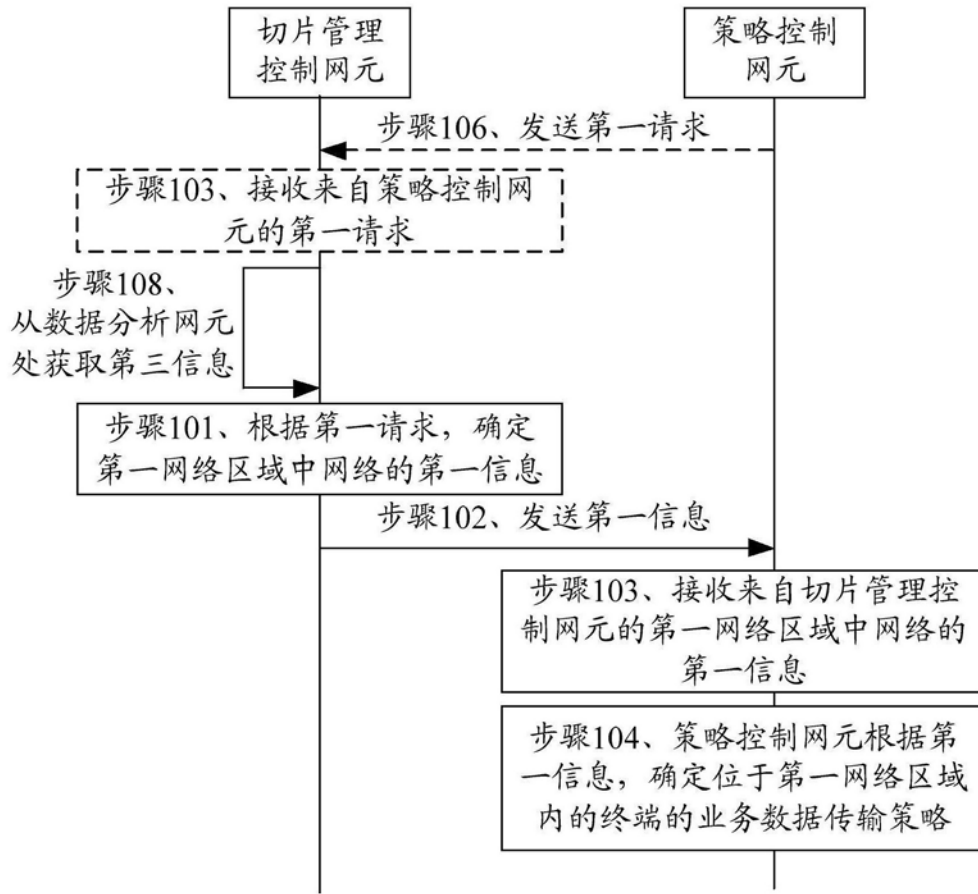 切片管理
控制网元
策略控制
网元
步骤106、发送第一请求
步骤103、接收来自策略控制网
元的第一请求
步骤108、
从数据分析网元
处获取第三信息
步骤101、根据第一请求，确定
第一网络区域中网络的第一信息
步骤102、发送第一信息
步骤103、接收来自切片管理控
制网元的第一网络区域中网络的
第一信息
步骤104、策略控制网元根据第
一信息，确定位于第一网络区域
内的终端的业务数据传输策略